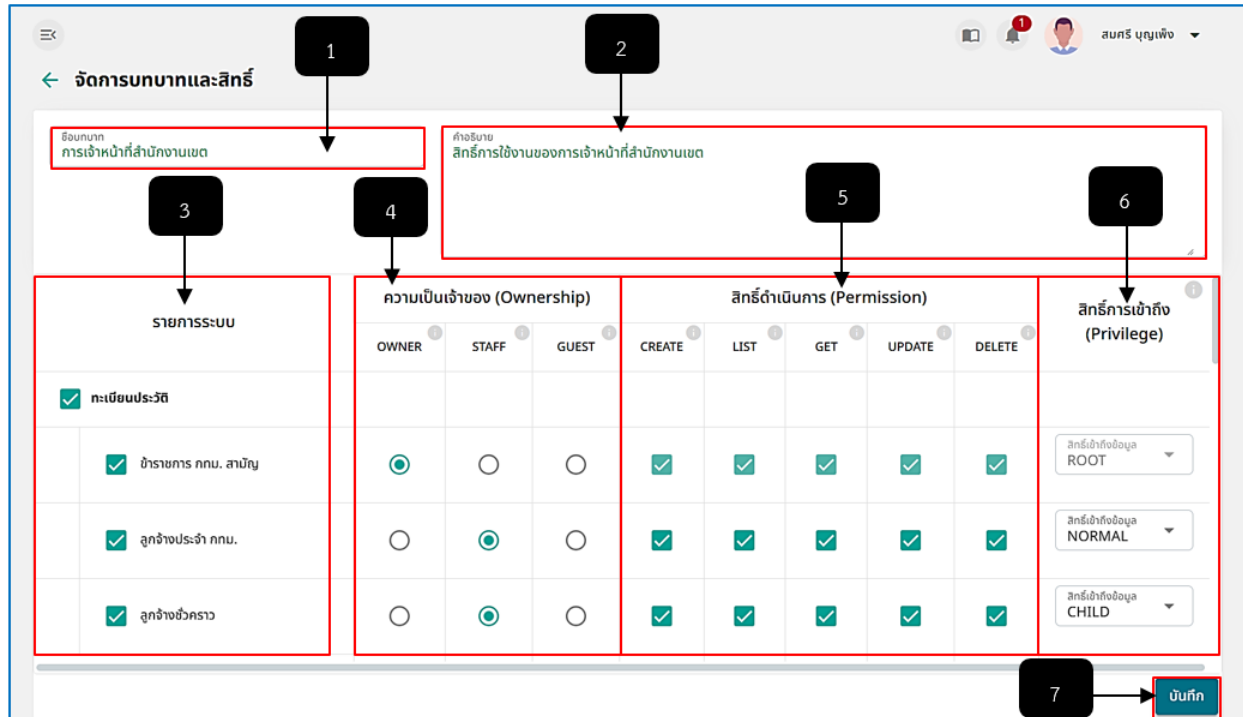 1
2
1
สมศรี บุญเพ็ง
จัดการบทบาทและสิทธิ์
ชื่อบทบาท
การเจ้าหน้าที่สำนักงานเขต
คำอธิบาย
สิทธิ์การใช้งานของการเจ้าหน้าที่สำนักงานเขต
3
4
5
6
รายการระบบ
ความเป็นเจ้าของ (Ownership)
สิทธิ์ดำเนินการ (Permission)
สิทธิ์การเข้าถึง
(Privilege)
OWNER STAFF GUEST CREATE LIST GET UPDATE DELETE
ทะเบียนประวัติ
ข้าราชการ กทม. สามัญ
สิทธิ์เข้าถึงข้อมูล
ROOT
ลูกจ้างประจำ กทม.
สิทธิ์เข้าถึงข้อมูล
NORMAL
ลูกจ้างชั่วคราว
สิทธิ์เข้าถึงข้อมูล
CHILD
7
บันทึก